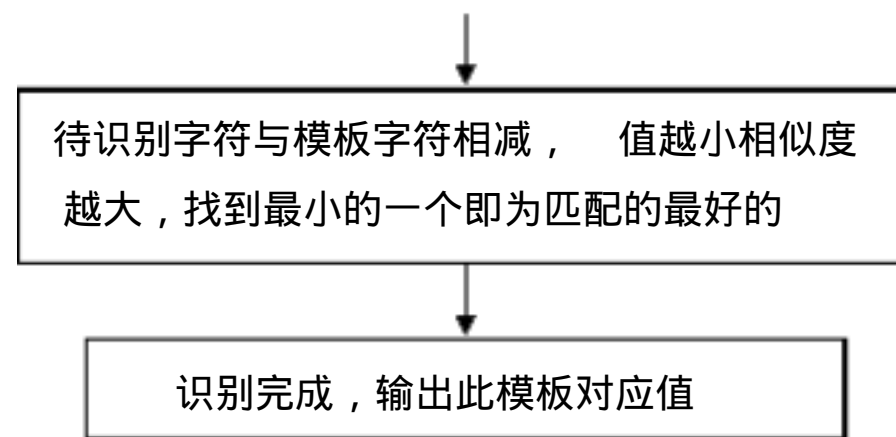 待识别字符与模板字符相减， 值越小相似度
越大，找到最小的一个即为匹配的最好的
识别完成，输出此模板对应值